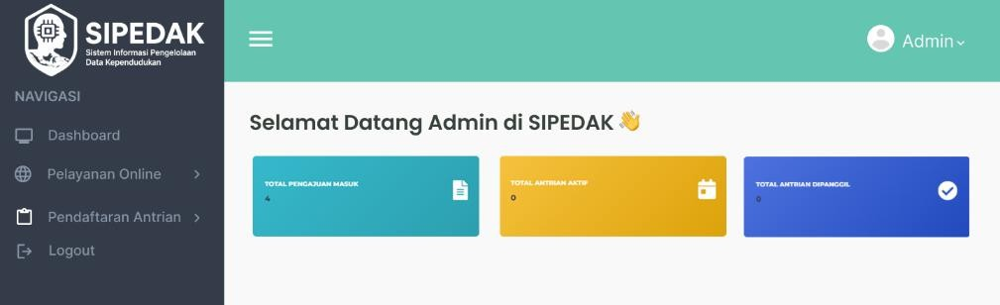 SIPEDAK
Sistem Informasi Pengelolaan
Data Kependudukan
NAVIGASI
Dashboard
Pelayanan Online
Pendaftaran Antrian
Logout
Admin
Selamat Datang Admin di SIPEDAK 👋
TOTAL PENGAJUAN MASUK
4
TOTAL ANTRIAN AKTIF
0
TOTAL ANTRIAN DIPANGGIL
0